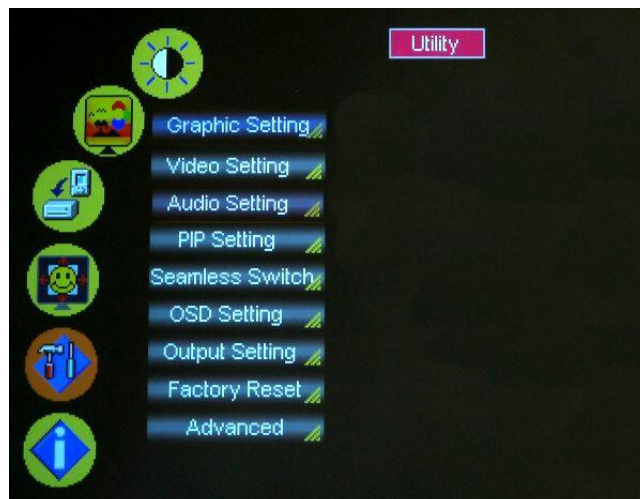 Utility
Graphic Setting
Video Setting
Audio Setting
PIP Setting
Seamless Switch
OSD Setting
Output Setting
Factory Reset
Advanced